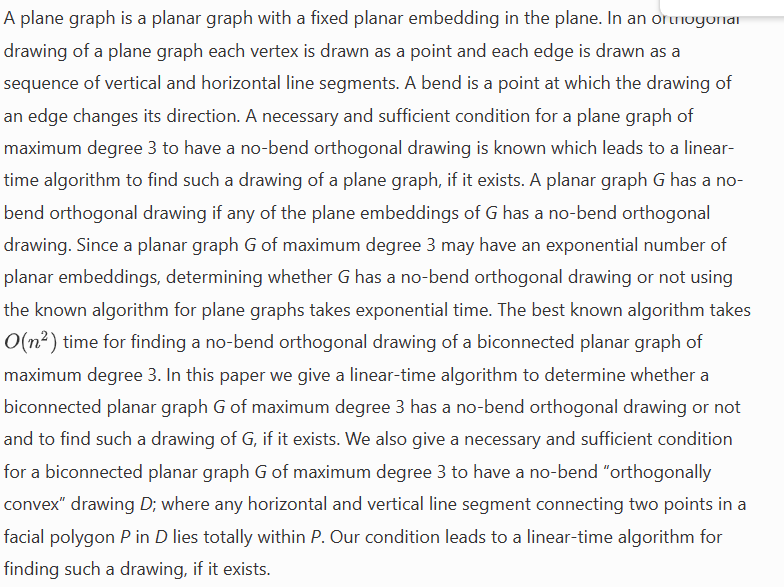 A plane graph is a planar graph with a fixed planar embedding in the plane. In an orthogonal
drawing of a plane graph each vertex is drawn as a point and each edge is drawn as a
sequence of vertical and horizontal line segments. A bend is a point at which the drawing of
an edge changes its direction. A necessary and sufficient condition for a plane graph of
maximum degree 3 to have a no-bend orthogonal drawing is known which leads to a linear-
time algorithm to find such a drawing of a plane graph, if it exists. A planar graph G has a no-
bend orthogonal drawing if any of the plane embeddings of G has a no-bend orthogonal
drawing. Since a planar graph G of maximum degree 3 may have an exponential number of
planar embeddings, determining whether G has a no-bend orthogonal drawing or not using
the known algorithm for plane graphs takes exponential time. The best known algorithm takes
O(n²) time for finding a no-bend orthogonal drawing of a biconnected planar graph of
maximum degree 3. In this paper we give a linear-time algorithm to determine whether a
biconnected planar graph G of maximum degree 3 has a no-bend orthogonal drawing or not
and to find such a drawing of G, if it exists. We also give a necessary and sufficient condition
for a biconnected planar graph G of maximum degree 3 to have a no-bend “orthogonally
convex” drawing D; where any horizontal and vertical line segment connecting two points in a
facial polygon P in D lies totally within P. Our condition leads to a linear-time algorithm for
finding such a drawing, if it exists.